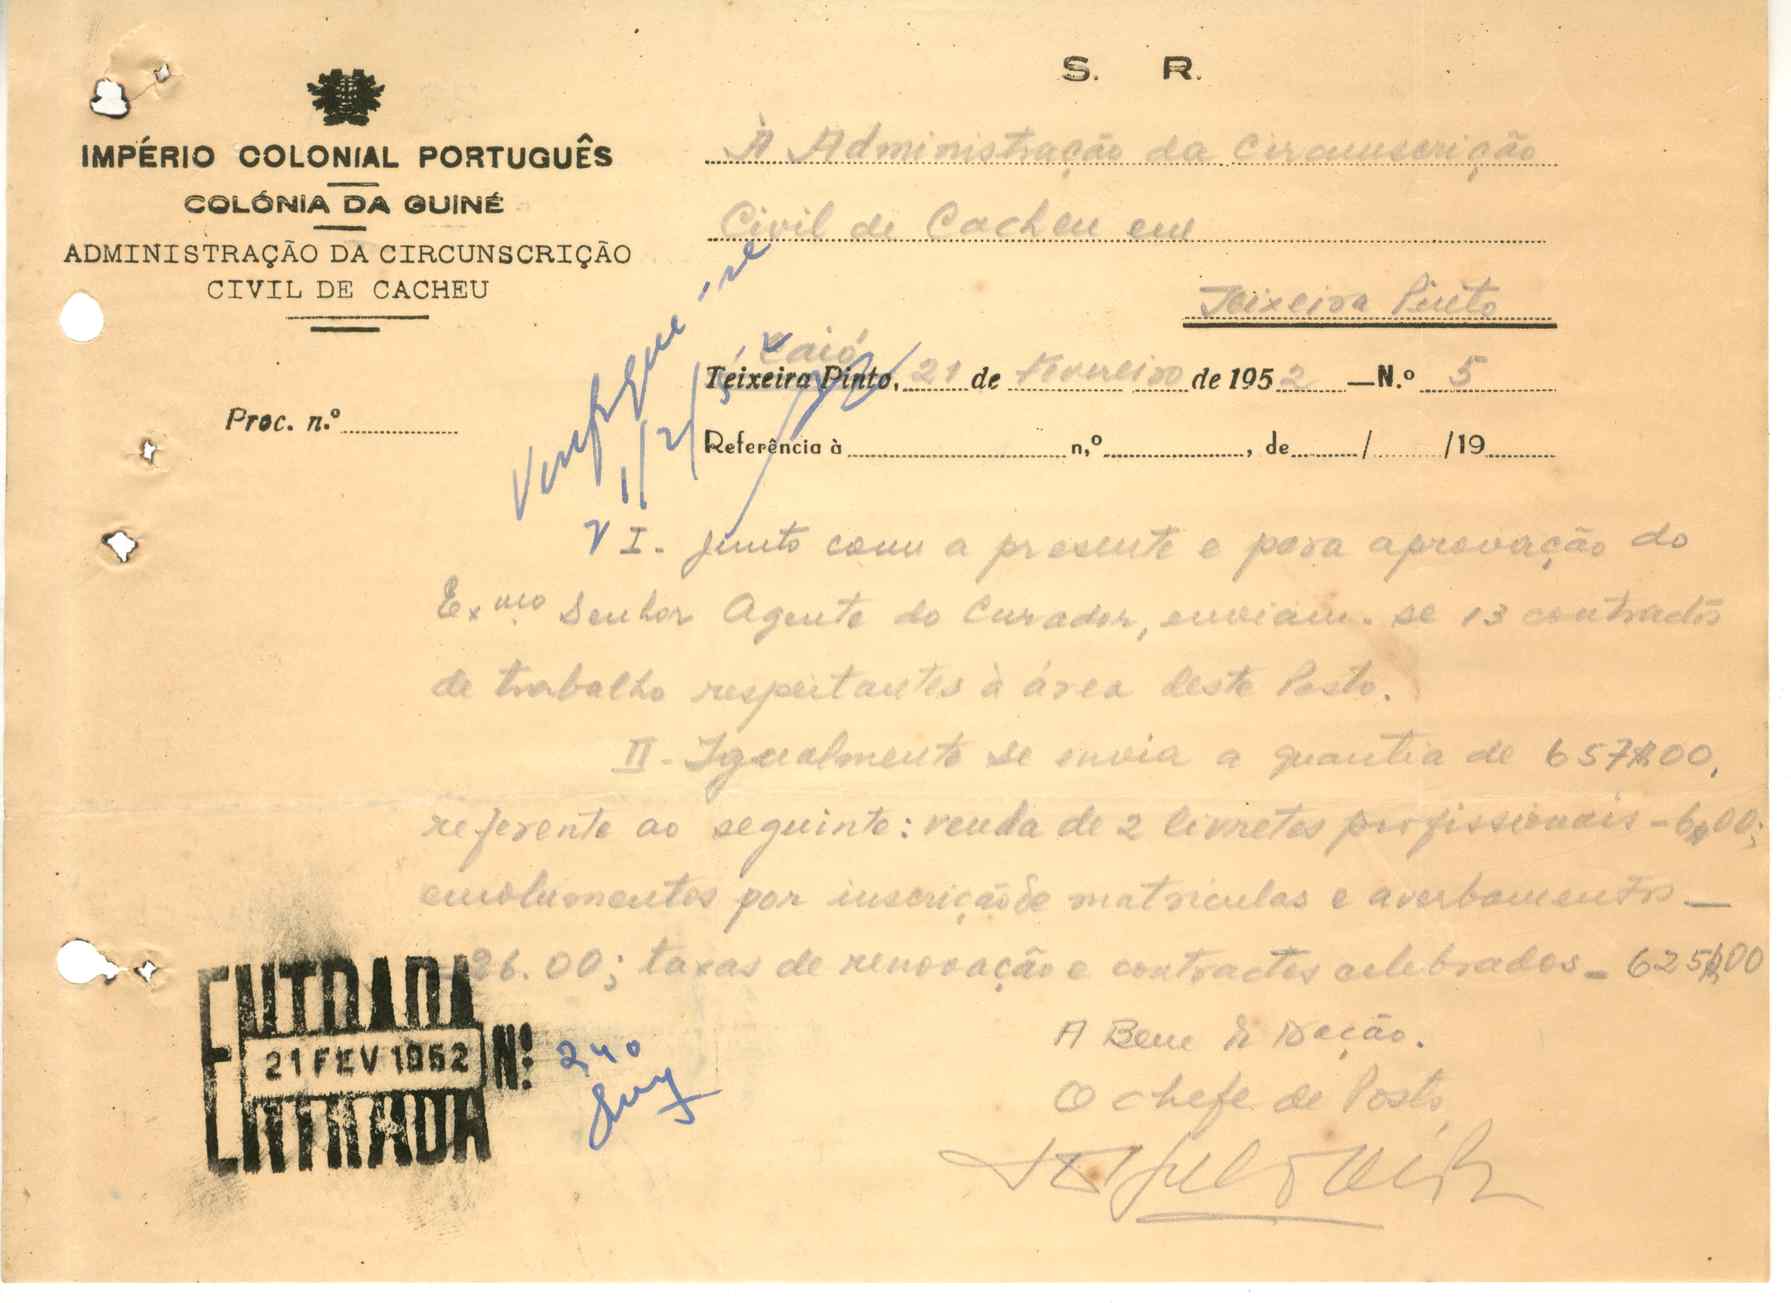 S. R.
IMPÉRIO COLONIAL PORTUGUÊS
COLÓNIA DA GUINÉ
ADMINISTRAÇÃO DA CIRCUNSCRIÇÃO
CIVIL DE CACHEU
Proc. n.º
À Administração da Circunscrição
Civil de Cacheu em
Teixeira Pinto
Caió
Teixeira Pinto, 21 de Fevereiro de 1952 —N.º 5
Referência à n.º, de / /19
I - Junto com a presente e para aprovação do
Exmo Senhor Agente do Curador, enviam-se 13 contratos
de trabalho respeitantes à área deste Posto.
II - Igualmente se envia a quantia de 657$00,
referente ao seguinte: venda de 2 livretes profissionais - 6$00;
emolumentos por inscrição de matrículas e averbamentos —
26.00; taxas de renovação e contractos celebrados - 625$00
A Bem da Nação.
O chefe de Posto,
ENTRADA
21 FEV 1952 Nº 240
ENTRADA